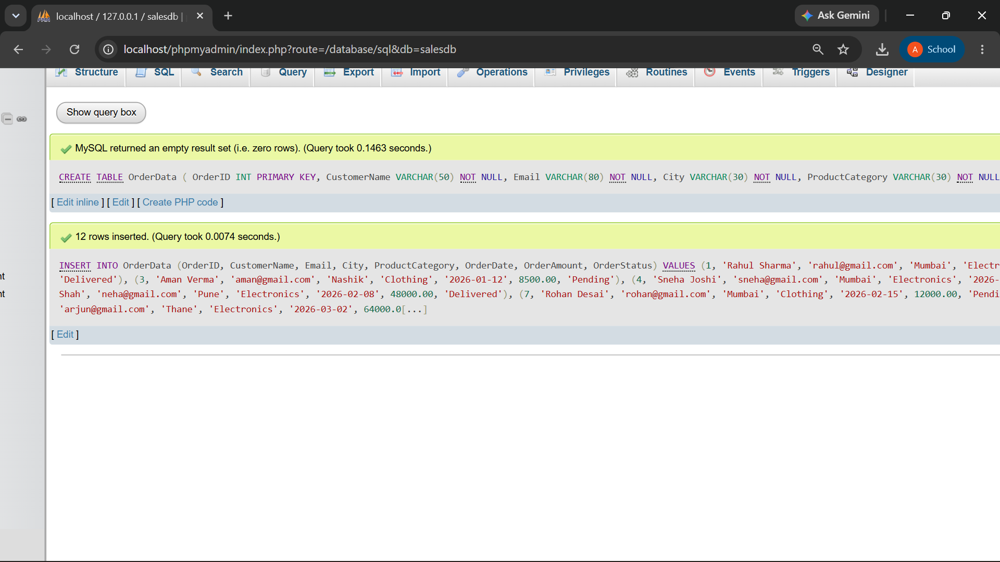 localhost / 127.0.0.1 / salesdb |
Ask Gemini
localhost/phpmyadmin/index.php?route=/database/sql&db=salesdb
A School
Structure SQL Search Query Export Import Operations Privileges Routines Events Triggers Designer
Show query box
MySQL returned an empty result set (i.e. zero rows). (Query took 0.1463 seconds.)
CREATE TABLE OrderData ( OrderID INT PRIMARY KEY, CustomerName VARCHAR(50) NOT NULL, Email VARCHAR(80) NOT NULL, City VARCHAR(30) NOT NULL, ProductCategory VARCHAR(30) NOT NULL
[ Edit inline ] [ Edit ] [ Create PHP code ]
12 rows inserted. (Query took 0.0074 seconds.)
INSERT INTO OrderData (OrderID, CustomerName, Email, City, ProductCategory, OrderDate, OrderAmount, OrderStatus) VALUES (1, 'Rahul Sharma', 'rahul@gmail.com', 'Mumbai', 'Electr
nt
'Delivered'), (3, 'Aman Verma', 'aman@gmail.com', 'Nashik', 'Clothing', '2026-01-12', 8500.00, 'Pending'), (4, 'Sneha Joshi', 'sneha@gmail.com', 'Mumbai', 'Electronics', '2026-
nt
Shah', 'neha@gmail.com', 'Pune', 'Electronics', '2026-02-08', 48000.00, 'Delivered'), (7, 'Rohan Desai', 'rohan@gmail.com', 'Mumbai', 'Clothing', '2026-02-15', 12000.00, 'Pendi
'arjun@gmail.com', 'Thane', 'Electronics', '2026-03-02', 64000.0[...]
[ Edit ]